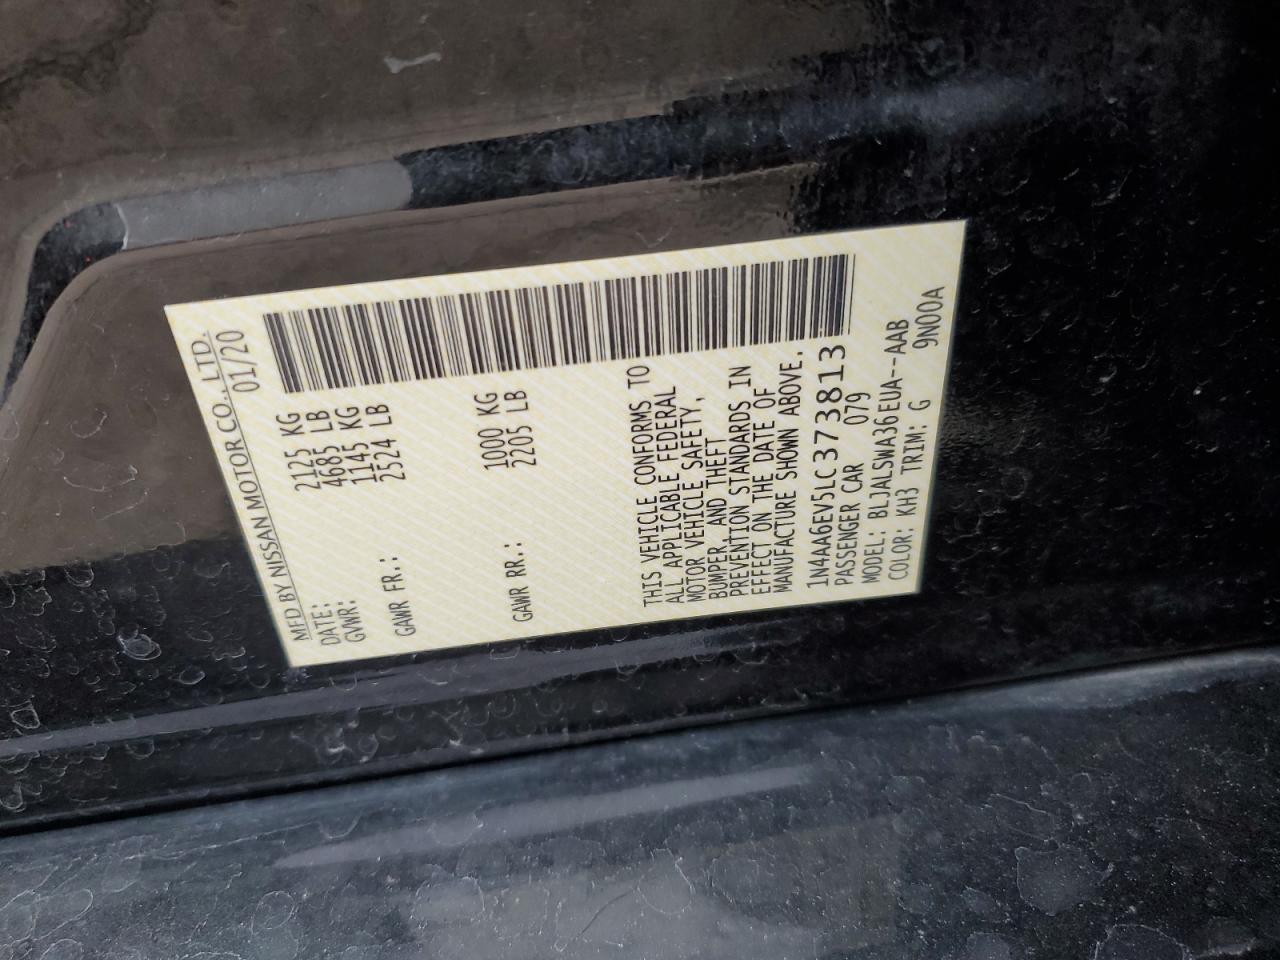 MFD BY NISSAN MOTOR CO., LTD.
DATE: 01/20
GVWR: 2125 KG
4685 LB
GAWR FR.: 1145 KG
2524 LB
GAWR RR.: 1000 KG
2205 LB
THIS VEHICLE CONFORMS TO
ALL APPLICABLE FEDERAL
MOTOR VEHICLE SAFETY,
BUMPER, AND THEFT
PREVENTION STANDARDS IN
EFFECT ON THE DATE OF
MANUFACTURE SHOWN ABOVE.
1N4AA6EV5LC373813
PASSENGER CAR 079
MODEL: BLJALSWA36EUA--AAB
COLOR: KH3 TRIM: G 9N00A